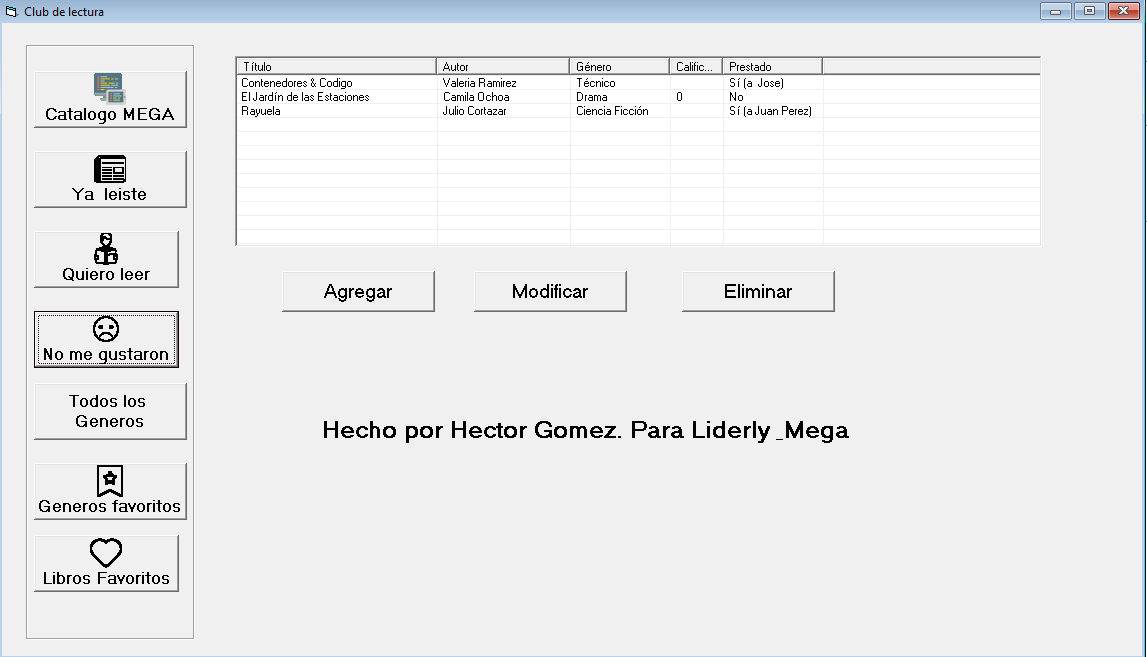 Club de lectura
Catalogo MEGA
Ya leiste
Quiero leer
No me gustaron
Todos los
Generos
Generos favoritos
Libros Favoritos
Título Autor Género Calific... Prestado
Contenedores & Codigo Valeria Ramirez Técnico Sí (a Jose)
El Jardín de las Estaciones Camila Ochoa Drama 0 No
Rayuela Julio Cortazar Ciencia Ficción Sí (a Juan Perez)
Agregar Modificar Eliminar
Hecho por Hector Gomez. Para Liderly _Mega